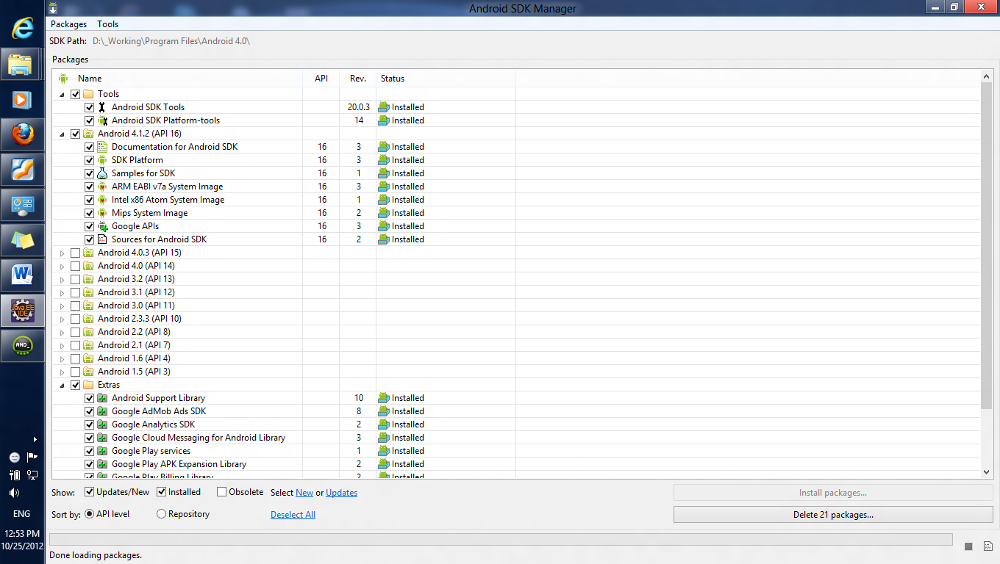 Android SDK Manager
Packages Tools
SDK Path: D:\_Working\Program Files\Android 4.0\
Packages
Name API Rev. Status
Tools
Android SDK Tools 20.0.3 Installed
Android SDK Platform-tools 14 Installed
Android 4.1.2 (API 16)
Documentation for Android SDK 16 3 Installed
SDK Platform 16 3 Installed
Samples for SDK 16 1 Installed
ARM EABI v7a System Image 16 3 Installed
Intel x86 Atom System Image 16 1 Installed
Mips System Image 16 2 Installed
Google APIs 16 3 Installed
Sources for Android SDK 16 2 Installed
Android 4.0.3 (API 15)
Android 4.0 (API 14)
Android 3.2 (API 13)
Android 3.1 (API 12)
Android 3.0 (API 11)
Android 2.3.3 (API 10)
Android 2.2 (API 8)
Android 2.1 (API 7)
Android 1.6 (API 4)
Android 1.5 (API 3)
Extras
Android Support Library 10 Installed
Google AdMob Ads SDK 8 Installed
Google Analytics SDK 2 Installed
Google Cloud Messaging for Android Library 3 Installed
Google Play services 1 Installed
Google Play APK Expansion Library 2 Installed
Google Play Billing Library 2 Installed
Show: Updates/New Installed Obsolete Select New or Updates Install packages...
Sort by: API level Repository Deselect All Delete 21 packages...
Done loading packages.
W
Java EE
IDE
AND_
ENG
12:53 PM
10/25/2012